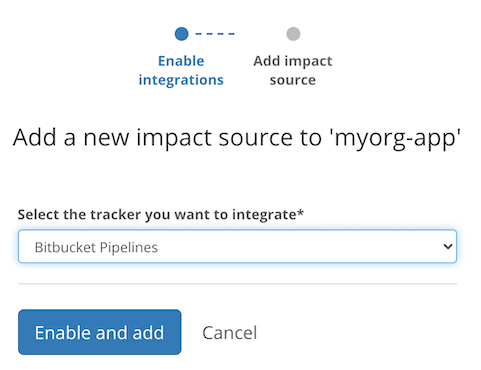 Enable
integrations
Add impact
source
Add a new impact source to 'myorg-app'
Select the tracker you want to integrate*
Bitbucket Pipelines
Enable and add
Cancel